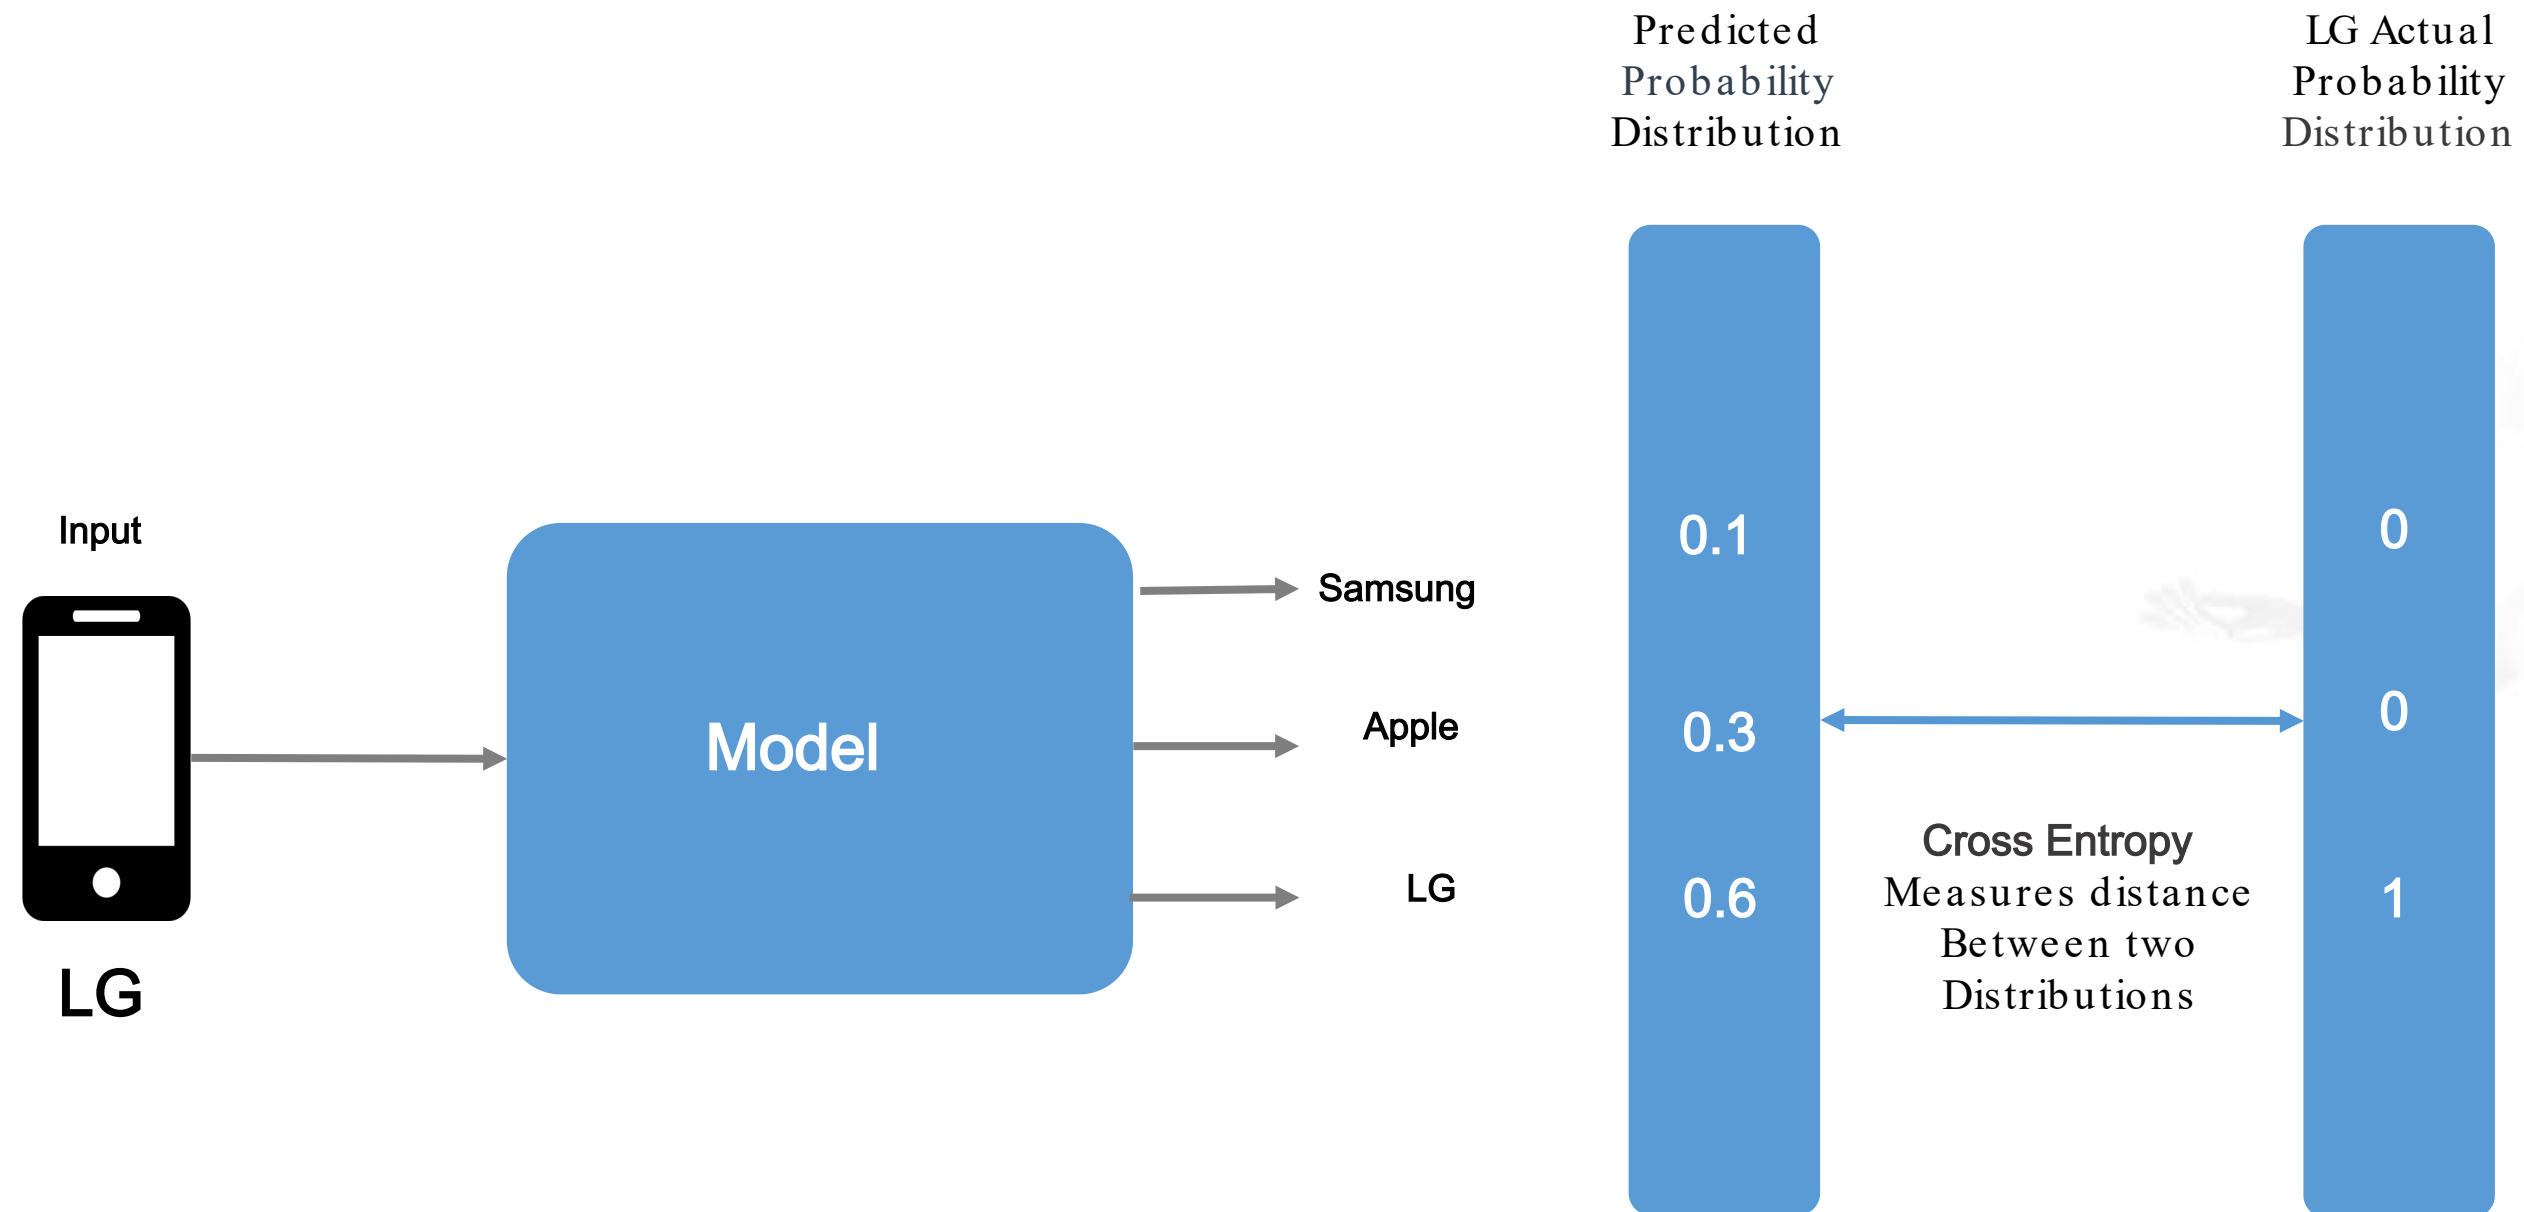 Predicted
Probability
Distribution
LG Actual
Probability
Distribution
Input
LG
Model
Samsung
Apple
LG
0.1
0.3
0.6
Cross Entropy
Measures distance
Between two
Distributions
0
0
1